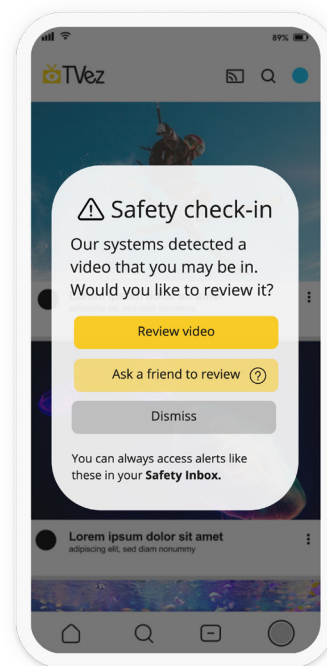 89%
TVez
Safety check-in
Our systems detected a
video that you may be in.
Would you like to review it?
Review video
Ask a friend to review ?
Dismiss
You can always access alerts like
these in your Safety Inbox.
Lorem ipsum dolor sit amet
adipiscing elit, sed diam nonummy